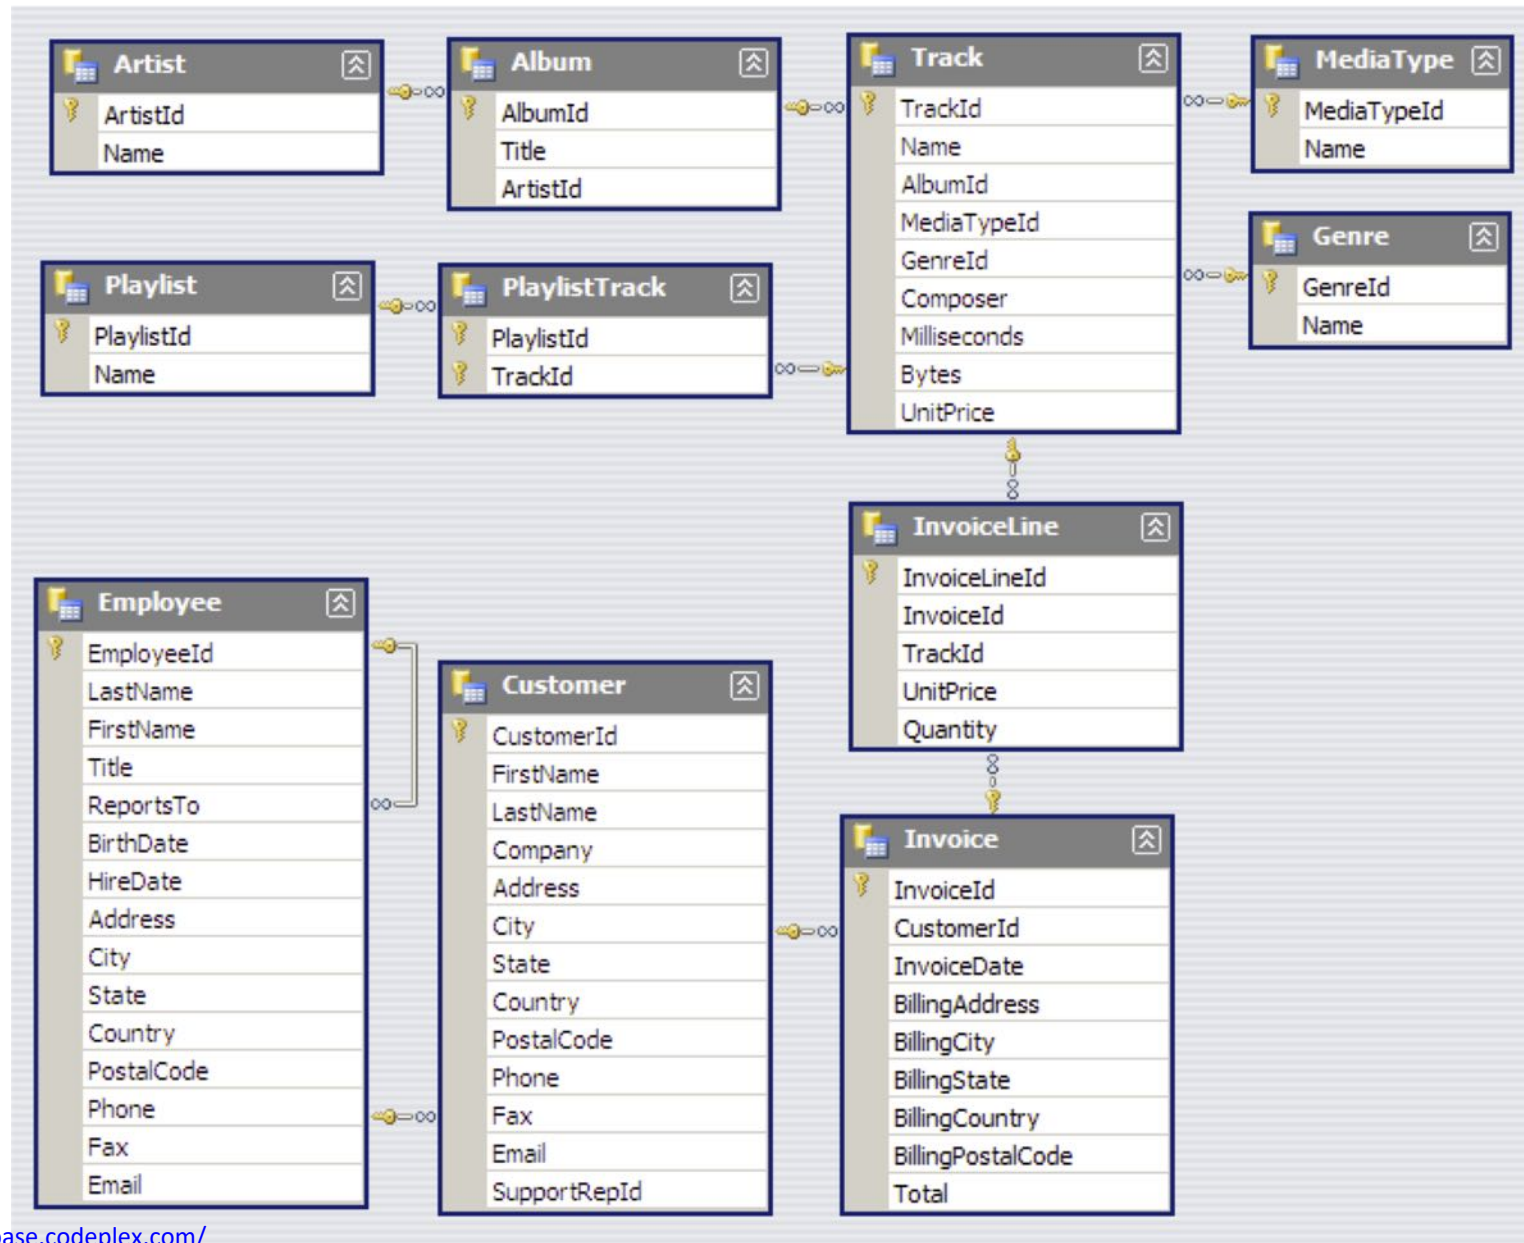 Artist
ArtistId
Name
Album
AlbumId
Title
ArtistId
Track
TrackId
Name
AlbumId
MediaTypeId
GenreId
Composer
Milliseconds
Bytes
UnitPrice
MediaType
MediaTypeId
Name
Genre
GenreId
Name
Playlist
PlaylistId
Name
PlaylistTrack
PlaylistId
TrackId
InvoiceLine
InvoiceLineId
InvoiceId
TrackId
UnitPrice
Quantity
Employee
EmployeeId
LastName
FirstName
Title
ReportsTo
BirthDate
HireDate
Address
City
State
Country
PostalCode
Phone
Fax
Email
Customer
CustomerId
FirstName
LastName
Company
Address
City
State
Country
PostalCode
Phone
Fax
Email
SupportRepId
Invoice
InvoiceId
CustomerId
InvoiceDate
BillingAddress
BillingCity
BillingState
BillingCountry
BillingPostalCode
Total
base.codeplex.com/